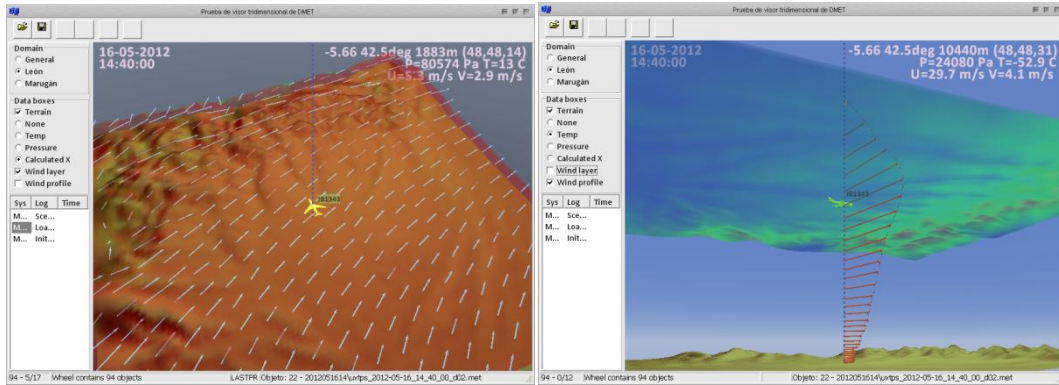 Prueba de visor tridimensional de DMET
Domain
General
León
Marugán
Data boxes
Terrain
None
Temp
Pressure
Calculated X
Wind layer
Wind profile
Sys Log Time
M... Sce...
M... Loa...
M... Init...
16-05-2012
14:40:00
-5.66 42.5deg 1883m (48,48,14)
P=80574 Pa T=13 C
U=5.3 m/s V=2.9 m/s
IB1343
94 - 5/17 Wheel contains 94 objects LASTPR Objeto: 22 - 2012051614\uvtps_2012-05-16_14_40_00_d02.met
Prueba de visor tridimensional de DMET
Domain
General
León
Marugán
Data boxes
Terrain
None
Temp
Pressure
Calculated X
Wind layer
Wind profile
Sys Log Time
M... Sce...
M... Loa...
M... Init...
16-05-2012
14:40:00
-5.66 42.5deg 10440m (48,48,31)
P=24080 Pa T=-52.9 C
U=29.7 m/s V=4.1 m/s
IB1343
94 - 0/12 Wheel contains 94 objects Objeto: 22 - 2012051614\uvtps_2012-05-16_14_40_00_d02.met